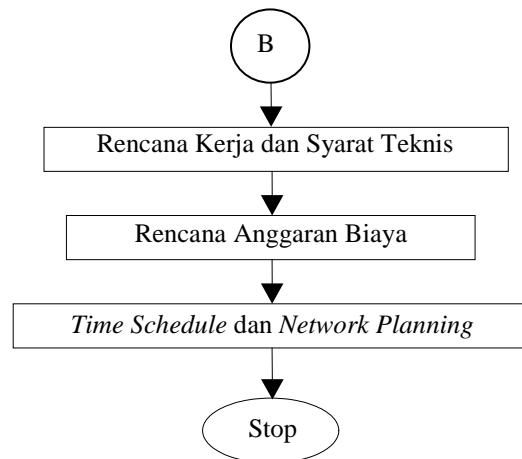 B
Rencana Kerja dan Syarat Teknis
Rencana Anggaran Biaya
Time Schedule dan Network Planning
Stop